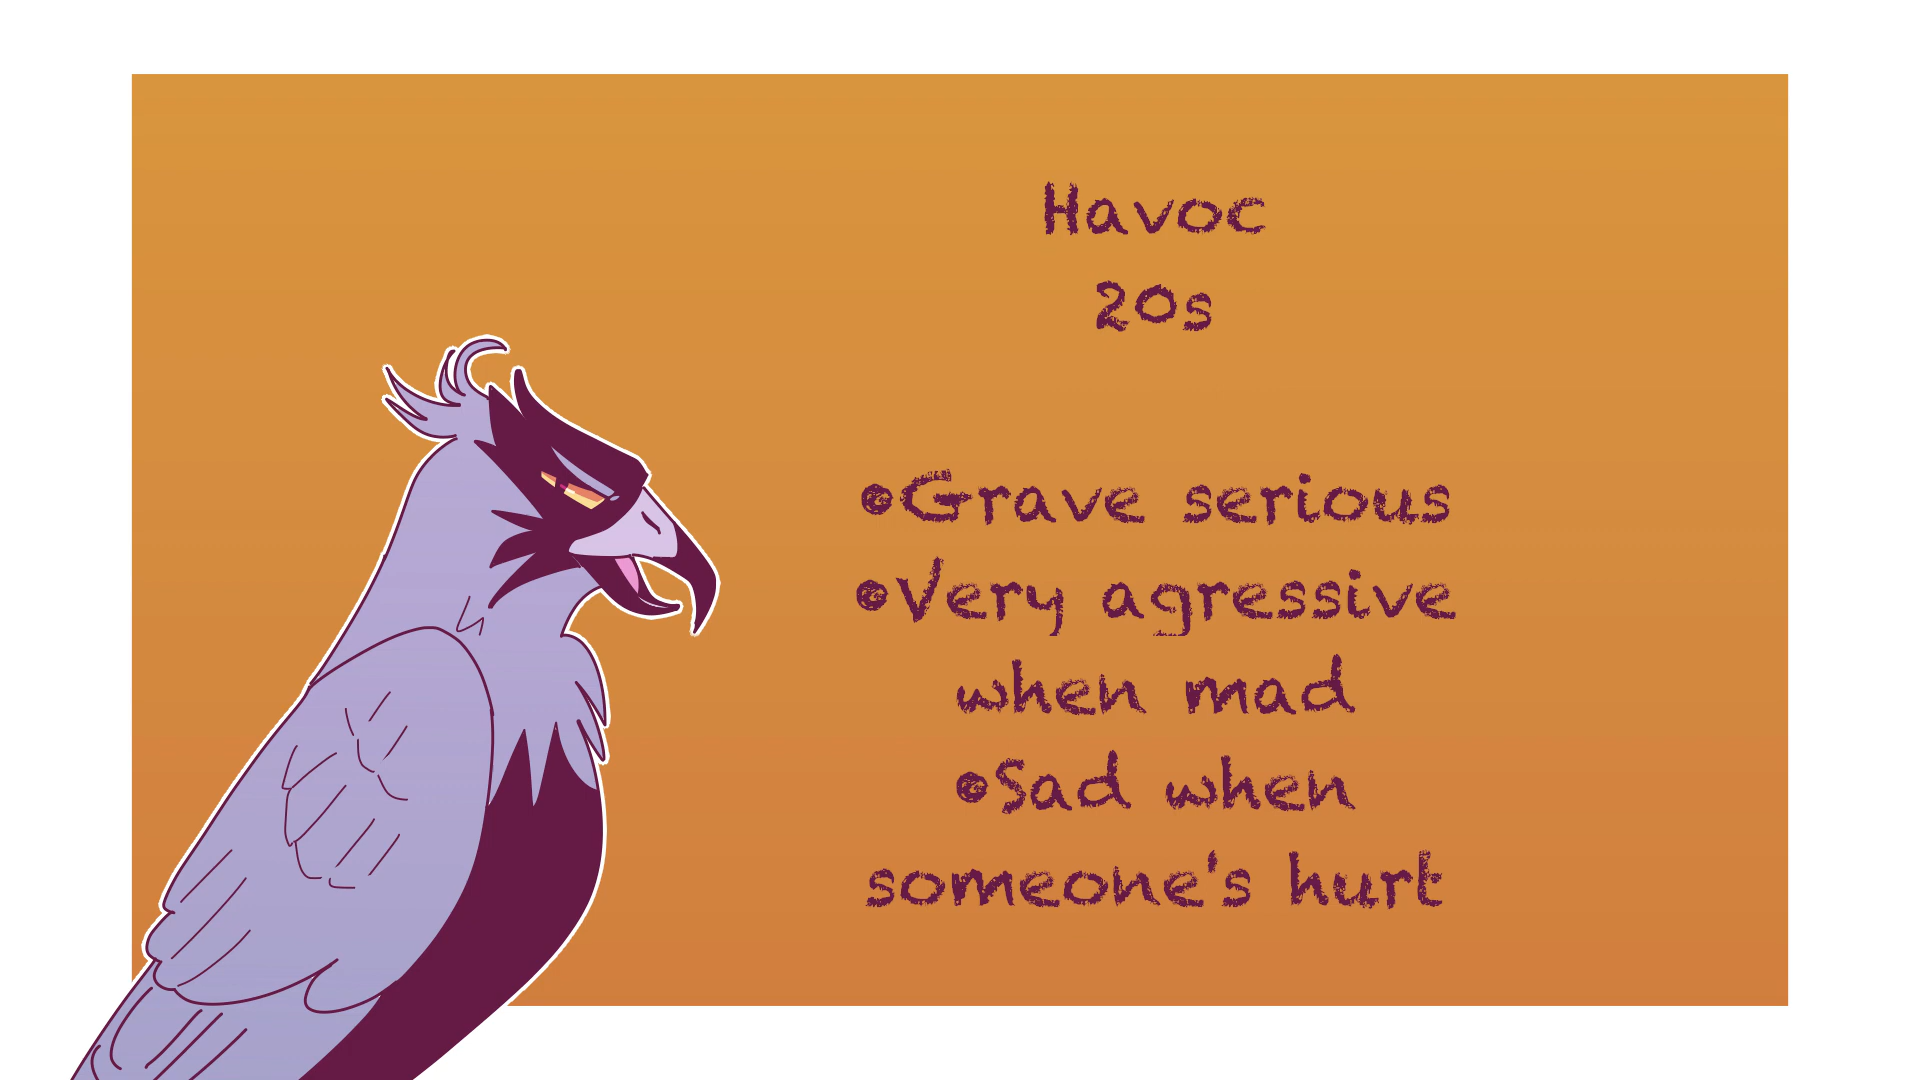 Havoc
20s
•Grave serious
•Very agressive
when mad
•Sad when
someone's hurt